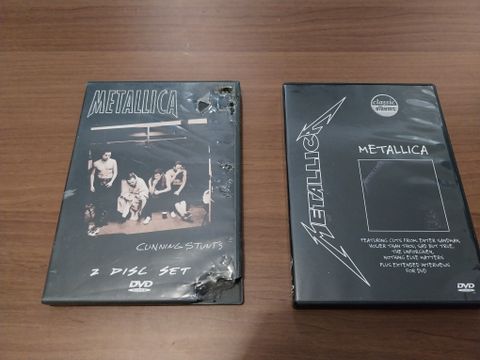 METALLICA
CUNNING STUNTS
2 DISC SET
DVD
classic
albums
METALLICA
METALLICA
FEATURING CUTS FROM ENTER SANDMAN,
HOLIER THAN THOU, SAD BUT TRUE,
THE UNFORGIVEN,
NOTHING ELSE MATTERS
PLUS EXTENDED INTERVIEWS
FOR DVD
DVD